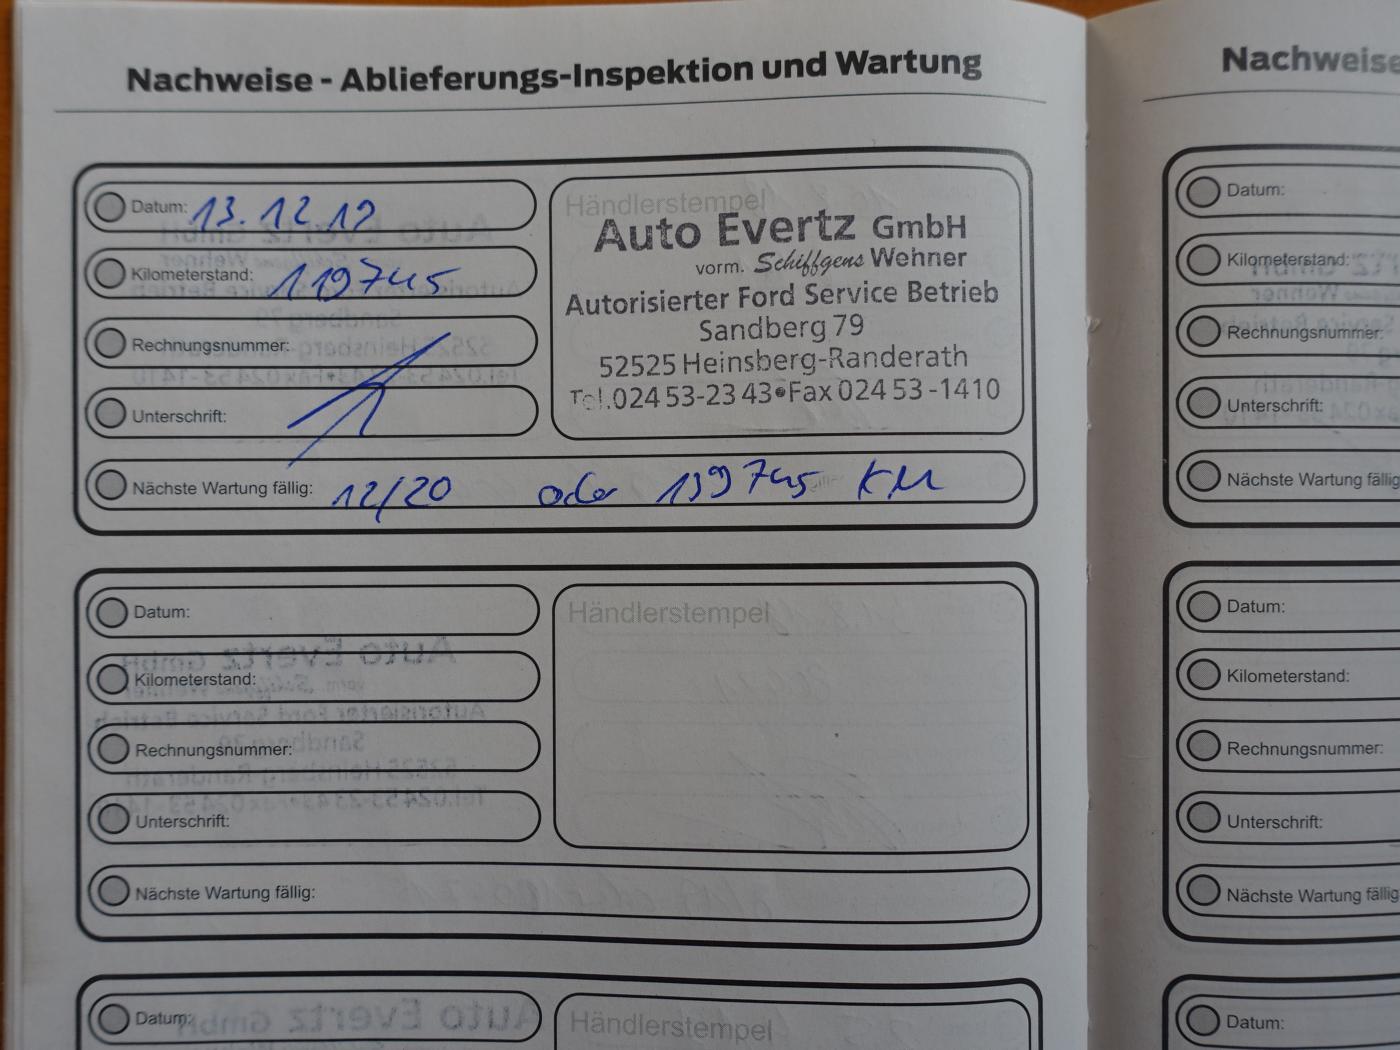 Nachweise - Ablieferungs-Inspektion und Wartung
Datum: 13.12.19
Kilometerstand: 119745
Rechnungsnummer:
Unterschrift:
Nächste Wartung fällig: 12/20 oder 139745 KM
Händlerstempel
Auto Evertz GmbH
vorm. Schiffgens Wehner
Autorisierter Ford Service Betrieb
Sandberg 79
52525 Heinsberg-Randerath
Tel.024 53-23 43•Fax 024 53-1410
Datum:
Kilometerstand:
Rechnungsnummer:
Unterschrift:
Nächste Wartung fällig:
Händlerstempel
Datum:
Händlerstempel
Nachweise
Datum:
Kilometerstand:
Rechnungsnummer:
Unterschrift:
Nächste Wartung fällig
Datum:
Kilometerstand:
Rechnungsnummer:
Unterschrift:
Nächste Wartung fällig
Datum: